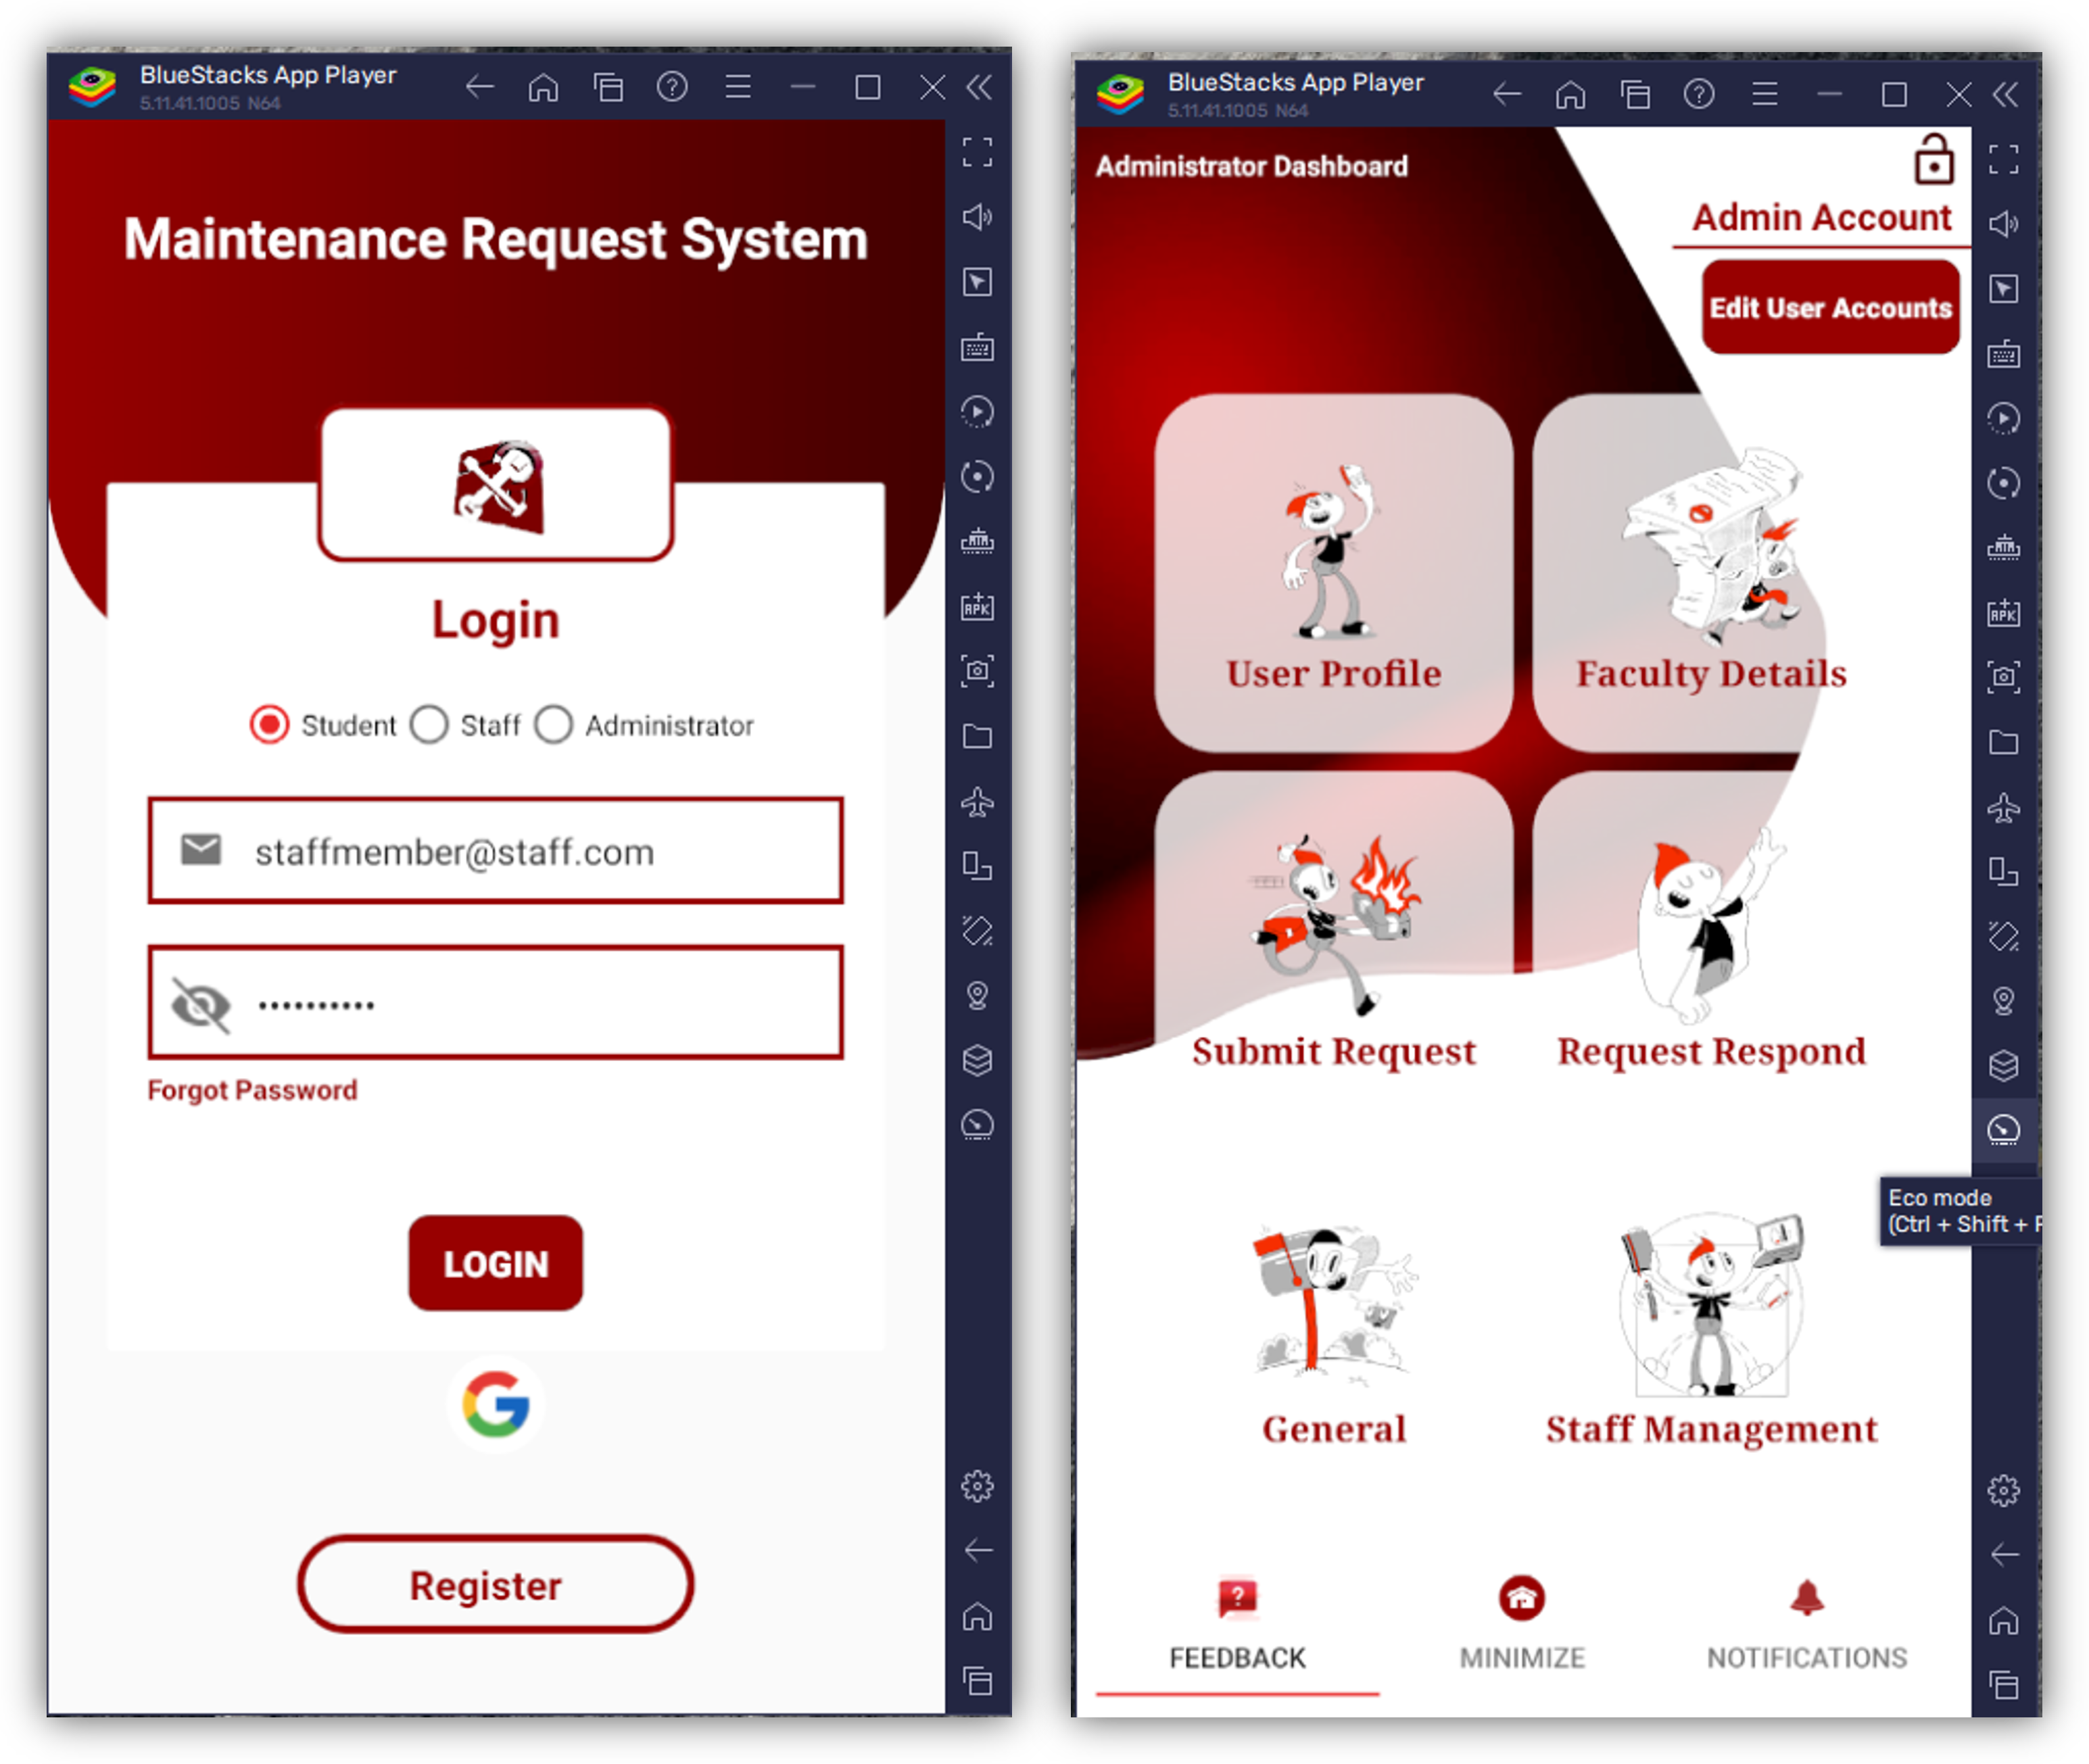 BlueStacks App Player
5.11.41.1005 N64
Maintenance Request System
Login
Student Staff Administrator
staffmember@staff.com
••••••••••
Forgot Password
LOGIN
Register
BlueStacks App Player
5.11.41.1005 N64
Administrator Dashboard
Admin Account
Edit User Accounts
User Profile Faculty Details
Submit Request Request Respond
Eco mode
(Ctrl + Shift +
General Staff Management
FEEDBACK MINIMIZE NOTIFICATIONS